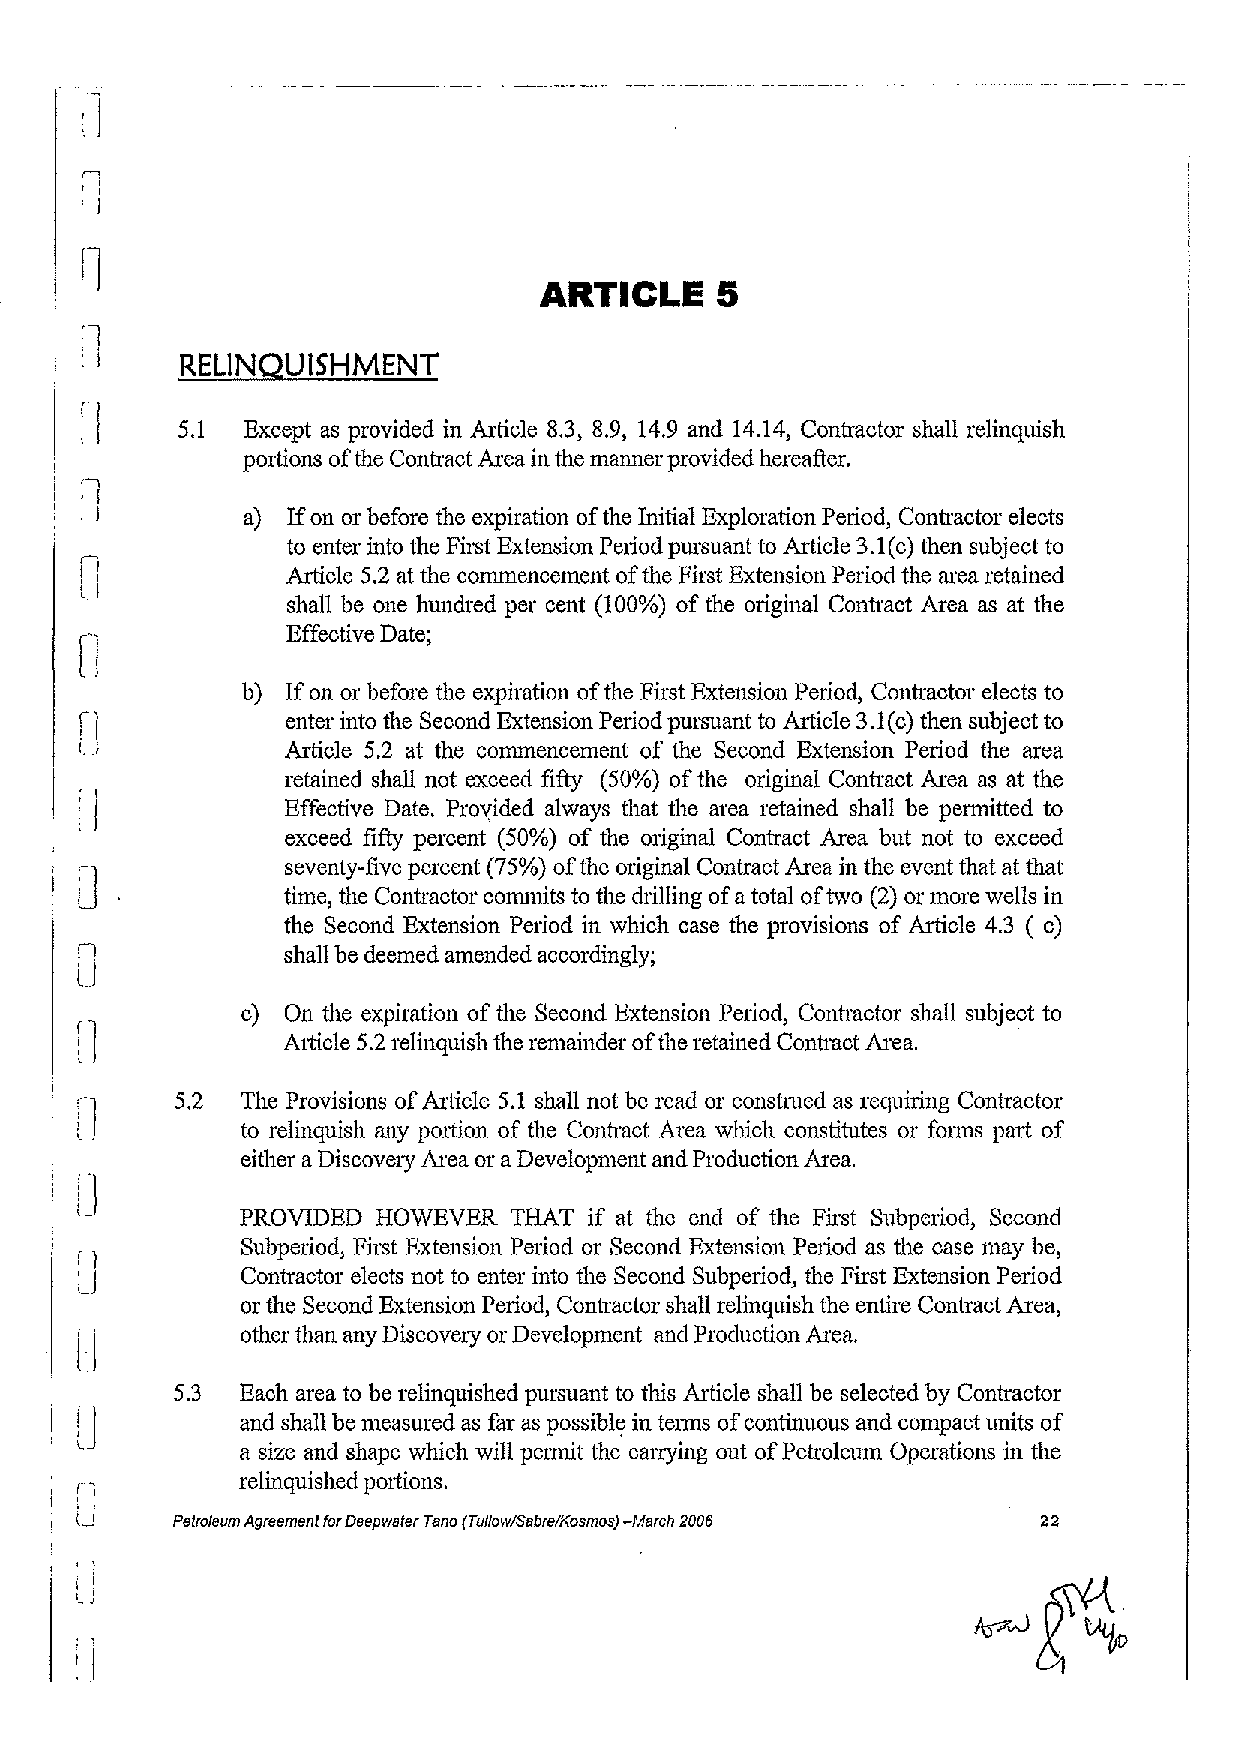 ARTICLE 5
RELINQUISHMENT
5.1 Except as provided in Article 8.3, 8.9, 14.9 and 14.14, Contractor shall relinquish
portions of the Contract Area in the manner provided hereafter.
a) If on or before the expiration of the Initial Exploration Period, Contractor elects
to enter into the First Extension Period pursuant to Article 3.1(c) then subject to
Article 5.2 at the commencement of the First Extension Period the area retained
shall be one hundred per cent (100%) of the original Contract Area as at the
Effective Date;
b) If on or before the expiration of the First Extension Period, Contractor elects to
enter into the Second Extension Period pursuant to Article 3.1(c) then subject to
Article 5.2 at the commencement of the Second Extension Period the area
retained shall not exceed fifty (50%) of the original Contract Area as at the
Effective Date. Provided always that the area retained shall be permitted to
exceed fifty percent (50%) of the original Contract Area but not to exceed
seventy-five percent (75%) of the original Contract Area in the event that at that
time, the Contractor commits to the drilling of a total of two (2) or more wells in
the Second Extension Period in which case the provisions of Article 4.3 ( c)
shall be deemed amended accordingly;
c) On the expiration of the Second Extension Period, Contractor shall subject to
Article 5.2 relinquish the remainder of the retained Contract Area.
5.2 The Provisions of Article 5.1 shall not be read or construed as requiring Contractor
to relinquish any portion of the Contract Area which constitutes or forms part of
either a Discovery Area or a Development and Production Area.
PROVIDED HOWEVER THAT if at the end of the First Subperiod, Second
Subperiod, First Extension Period or Second Extension Period as the case may be,
Contractor elects not to enter into the Second Subperiod, the First Extension Period
or the Second Extension Period, Contractor shall relinquish the entire Contract Area,
other than any Discovery or Development and Production Area.
5.3 Each area to be relinquished pursuant to this Article shall be selected by Contractor
and shall be measured as far as possible in terms of continuous and compact units of
a size and shape which will permit the carrying out of Petroleum Operations in the
relinquished portions.
Petroleum Agreement for Deepwater Tano (Tullow/Sabre/Kosmos) –March 2006 22